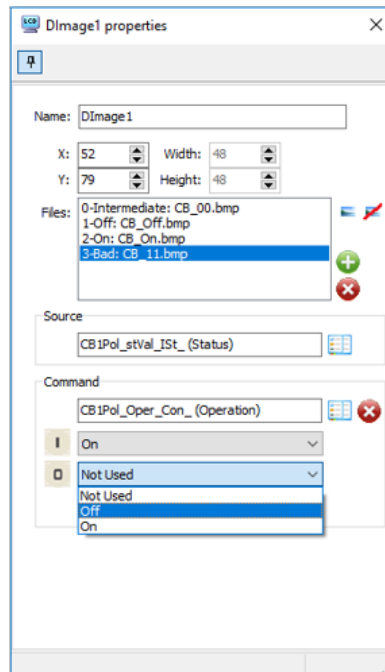 LCD
DImage1 properties
Name: DImage1
X: 52 Width: 48
Y: 79 Height: 48
Files: 0-Intermediate: CB_00.bmp
1-Off: CB_Off.bmp
2-On: CB_On.bmp
3-Bad: CB_11.bmp
Source
CB1Pol_stVal_ISt_ (Status)
Command
CB1Pol_Oper_Con_ (Operation)
I On
O Not Used
Not Used
Off
On